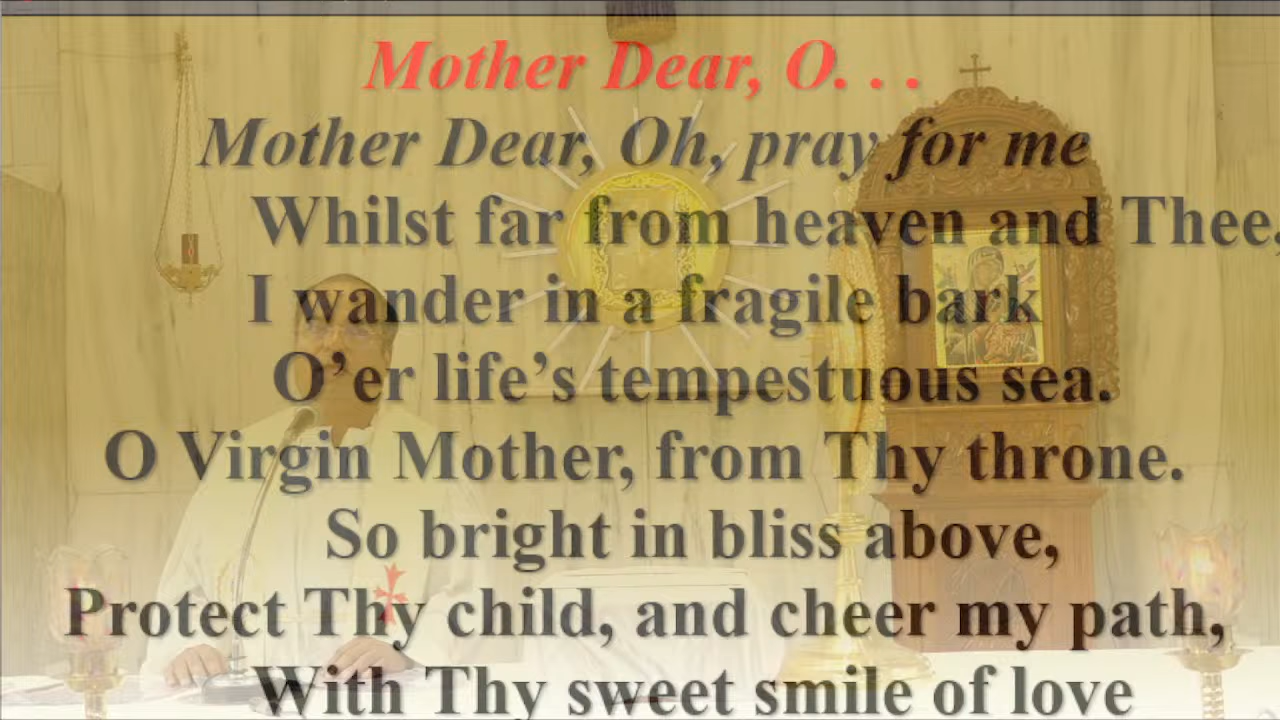 Mother Dear, O. . .
Mother Dear, Oh, pray for me
Whilst far from heaven and Thee,
I wander in a fragile bark
O’er life’s tempestuous sea.
O Virgin Mother, from Thy throne.
So bright in bliss above,
Protect Thy child, and cheer my path,
With Thy sweet smile of love